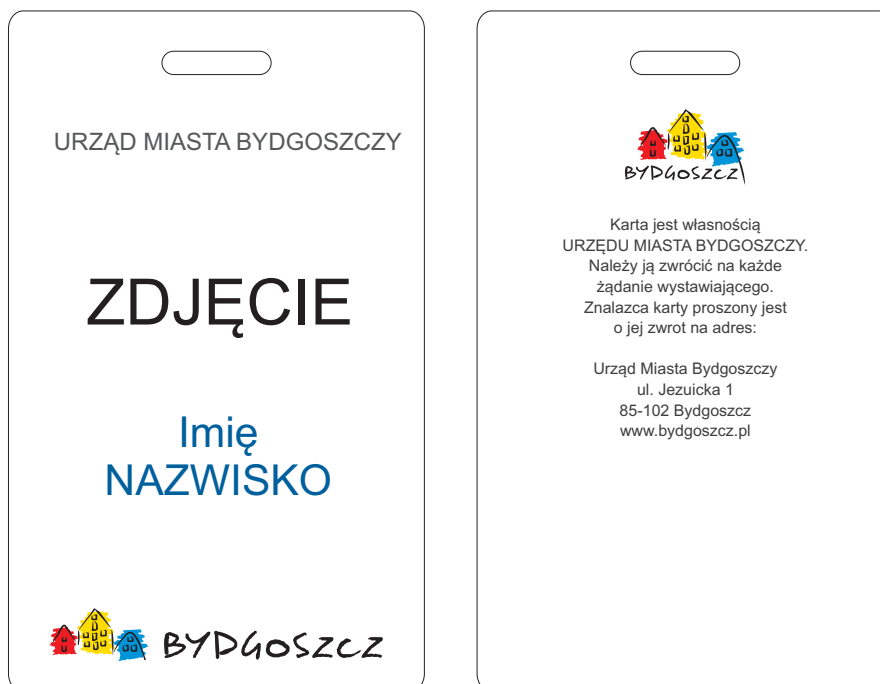 URZĄD MIASTA BYDGOSZCZY
ZDJĘCIE
Imię
NAZWISKO
BYDGOSZCZ
BYDGOSZCZ
Karta jest własnością
URZĘDU MIASTA BYDGOSZCZY.
Należy ją zwrócić na każde
żądanie wystawiającego.
Znalazca karty proszony jest
o jej zwrot na adres:
Urząd Miasta Bydgoszczy
ul. Jezuicka 1
85-102 Bydgoszcz
www.bydgoszcz.pl